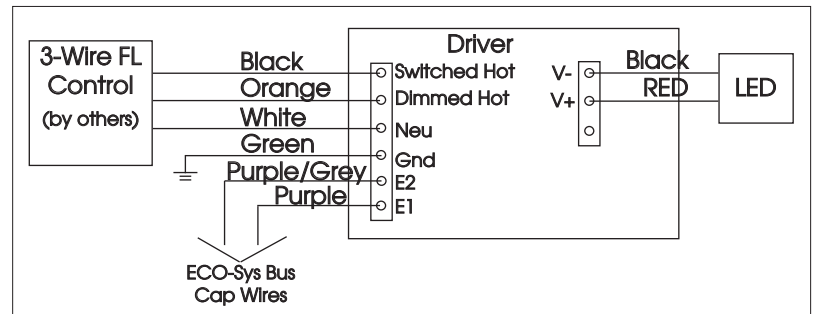 3-Wire FL
Control
(by others)
Black
Orange
White
Green
Purple/Grey
Purple
Driver
Switched Hot
Dimmed Hot
Neu
Gnd
E2
E1
V-
V+
Black
RED
LED
ECO-Sys Bus
Cap Wires